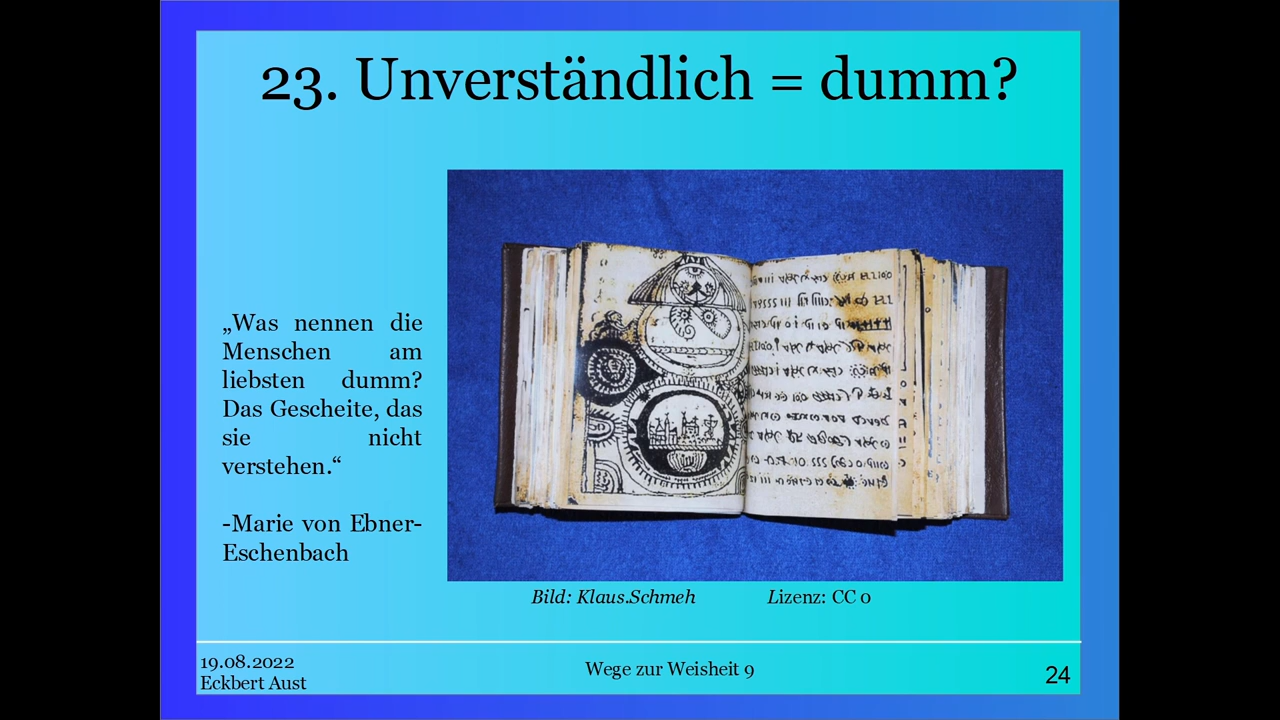 23. Unverständlich = dumm?
„Was nennen die
Menschen am
liebsten dumm?
Das Gescheite, das
sie nicht
verstehen.“
-Marie von Ebner-
Eschenbach
Bild: Klaus.Schmeh Lizenz: CC 0
19.08.2022
Eckbert Aust
Wege zur Weisheit 9
24